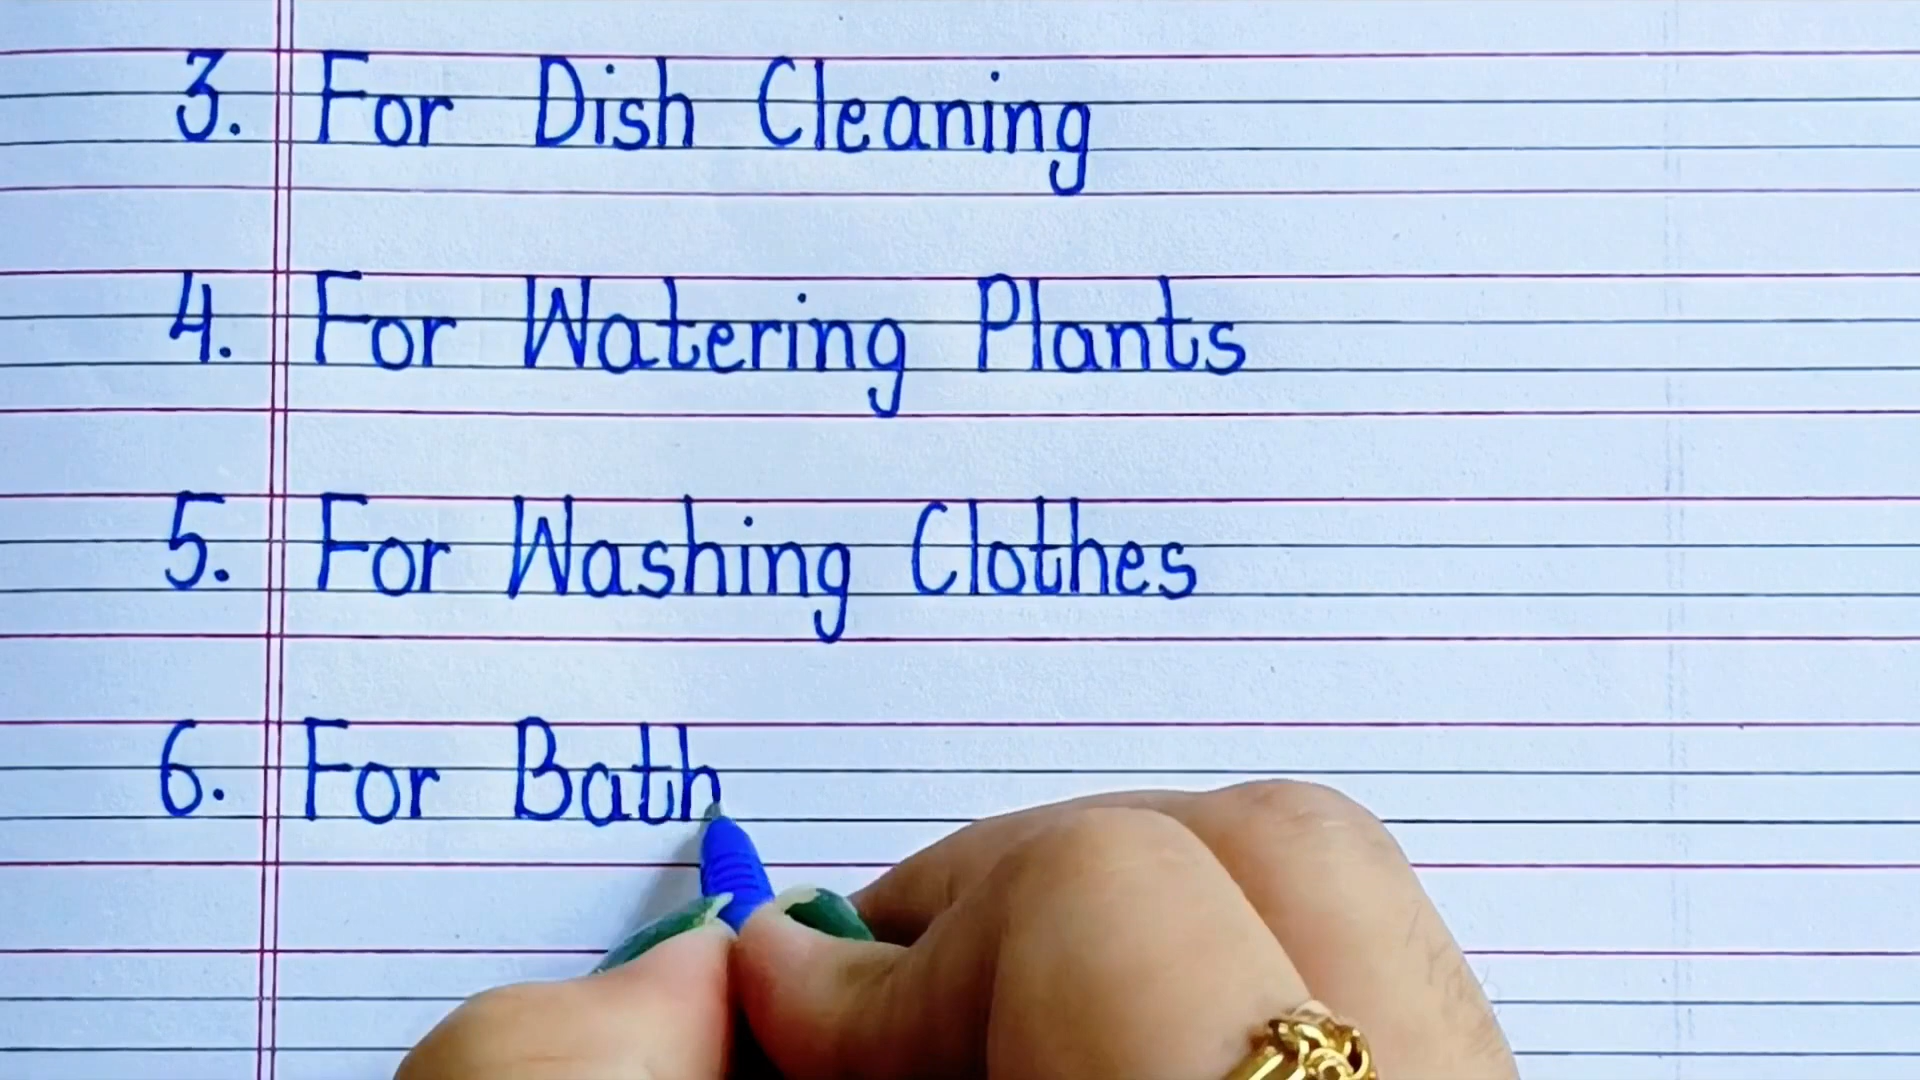 3. For Dish Cleaning
4. For Watering Plants
5. For Washing Clothes
6. For Bath